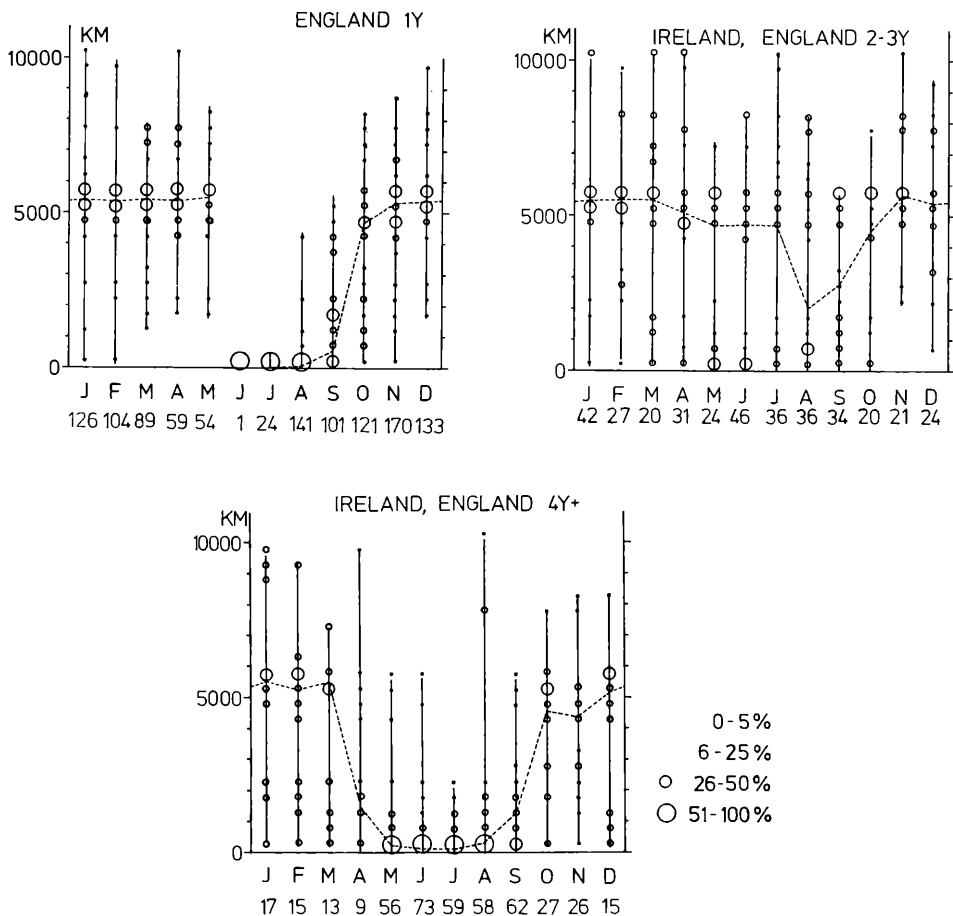 ENGLAND 1Y
KM
10000
5000
0
J F M A M J J A S O N D
126 104 89 59 54 1 24 141 101 121 170 133
IRELAND, ENGLAND 2-3Y
KM
10000
5000
0
J F M A M J J A S O N D
42 27 20 31 24 46 36 36 34 20 21 24
IRELAND, ENGLAND 4Y+
KM
10000
5000
0
J F M A M J J A S O N D
17 15 13 9 56 73 59 58 62 27 26 15
0-5%
6-25%
26-50%
51-100%